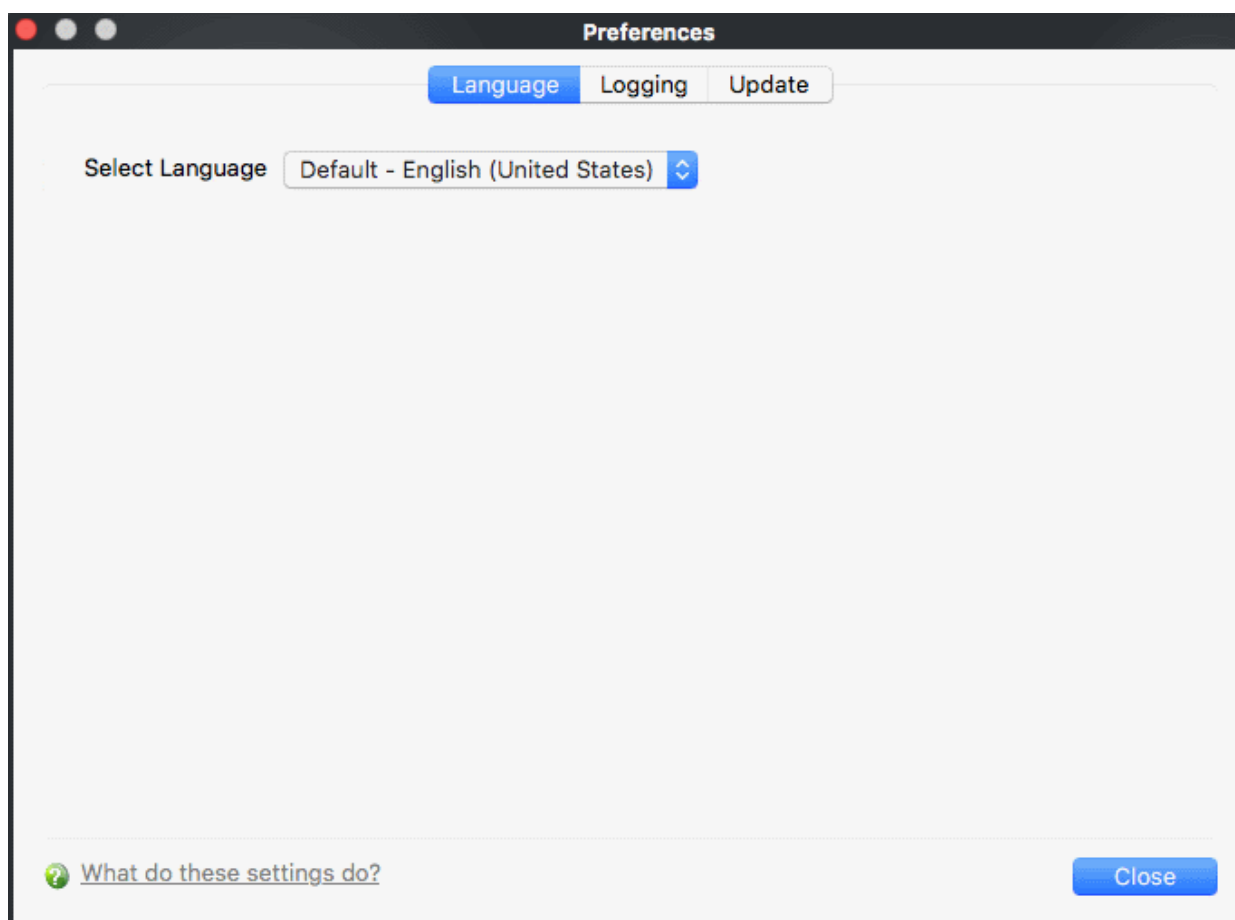 Preferences
Language Logging Update
Select Language Default - English (United States)
What do these settings do?
Close